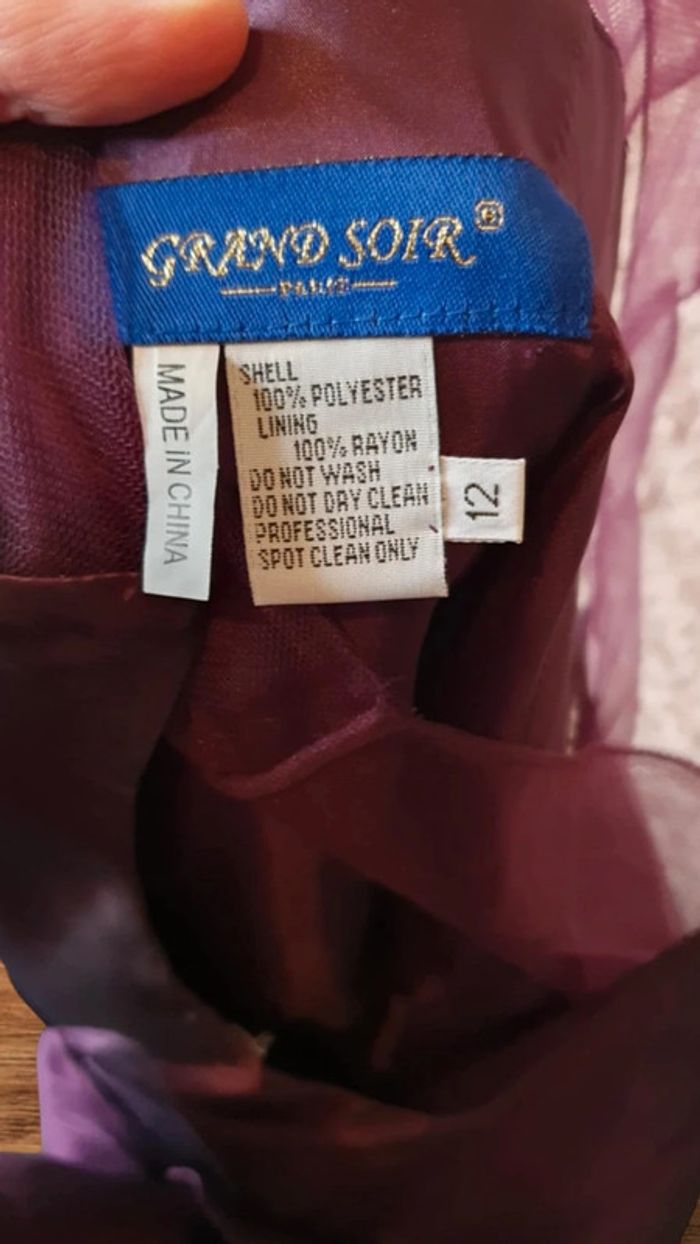 GRAND SOIR®
PARIS
MADE IN CHINA
SHELL
100% POLYESTER
LINING
100% RAYON
DO NOT WASH
DO NOT DRY CLEAN
PROFESSIONAL
SPOT CLEAN ONLY
12